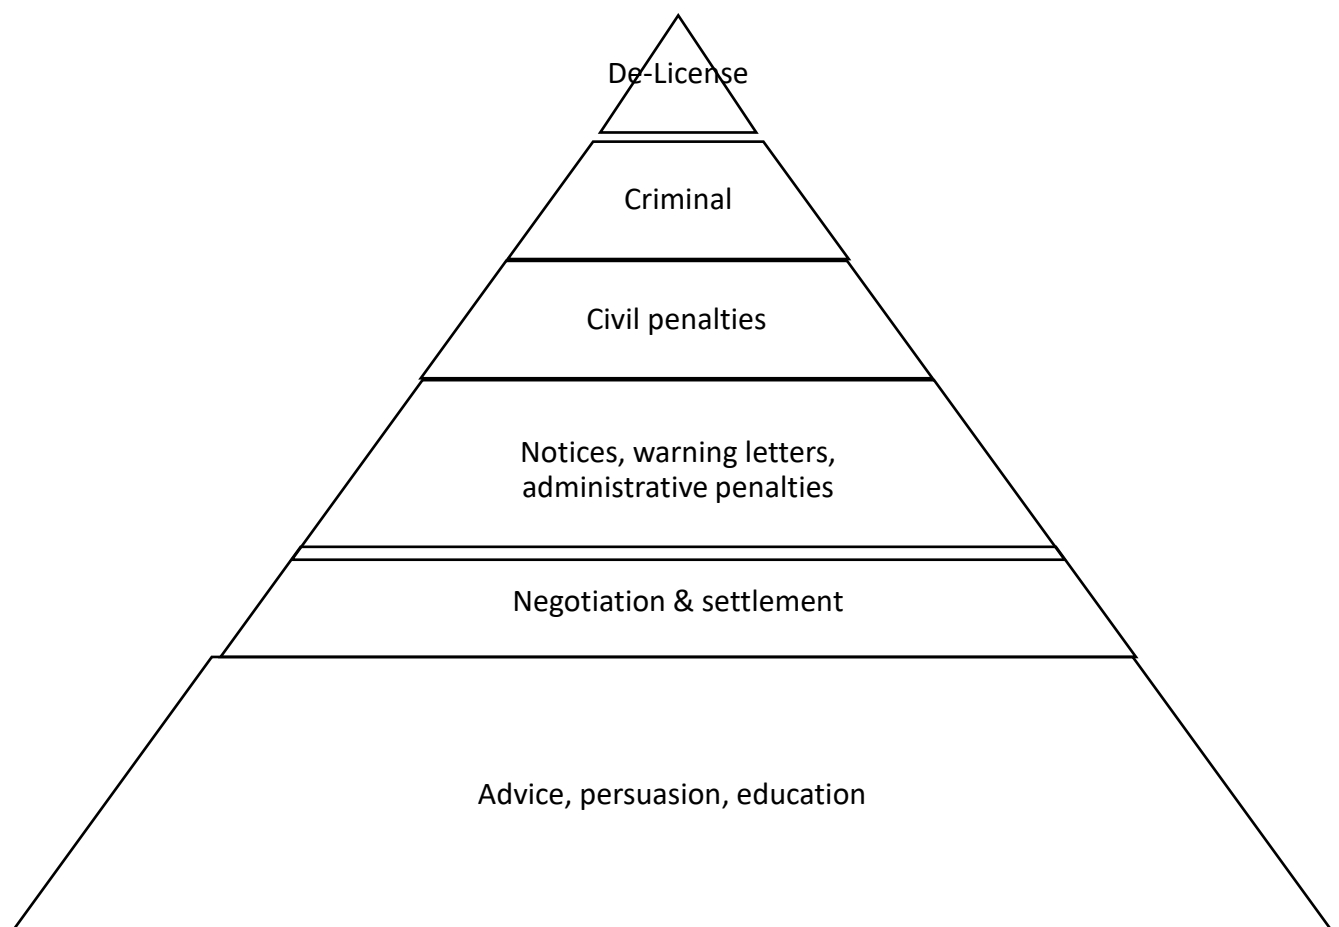 De-License
Criminal
Civil penalties
Notices, warning letters,
administrative penalties
Negotiation & settlement
Advice, persuasion, education